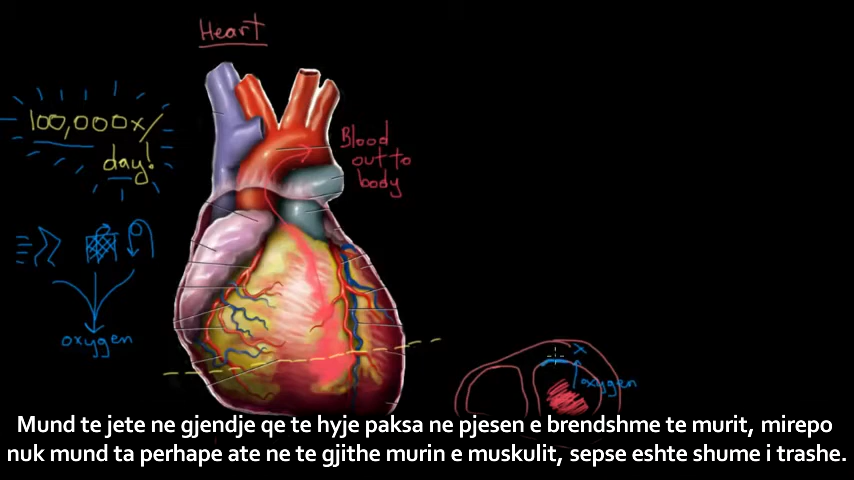 Heart
100,000x/
day!
Blood
out to
body
oxygen
x
oxygen
Mund te jete ne gjendje qe te hyje paksa ne pjesen e brendshme te murit, mirepo
nuk mund ta perhape ate ne te gjithe murin e muskulit, sepse eshte shume i trashe.